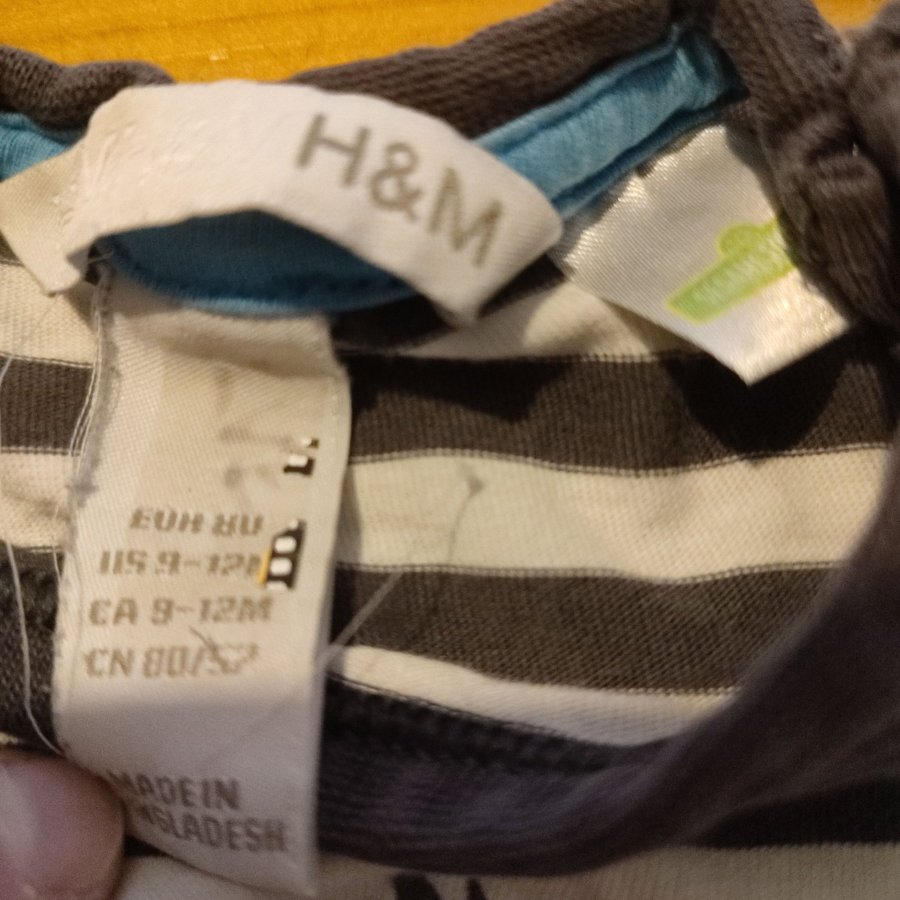 H&M
EUR 80
US 9-12M
CA 9-12M
CN 80/52
MADE IN
BANGLADESH